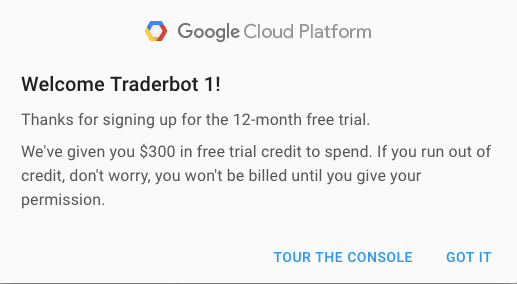 Google Cloud Platform
Welcome Traderbot 1!
Thanks for signing up for the 12-month free trial.
We've given you $300 in free trial credit to spend. If you run out of
credit, don't worry, you won't be billed until you give your
permission.
TOUR THE CONSOLE GOT IT